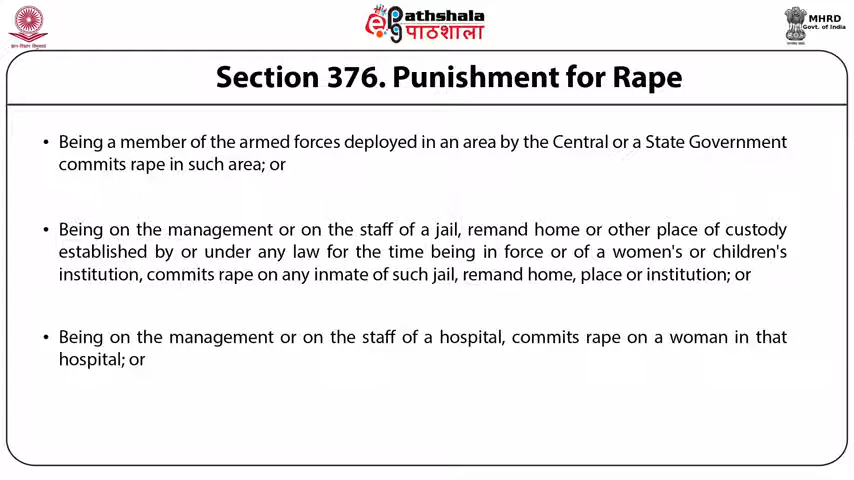 Pathshala
पाठशाला
MHRD
Govt. of India
Section 376. Punishment for Rape
• Being a member of the armed forces deployed in an area by the Central or a State Government
commits rape in such area; or
• Being on the management or on the staff of a jail, remand home or other place of custody
established by or under any law for the time being in force or of a women's or children's
institution, commits rape on any inmate of such jail, remand home, place or institution; or
• Being on the management or on the staff of a hospital, commits rape on a woman in that
hospital; or